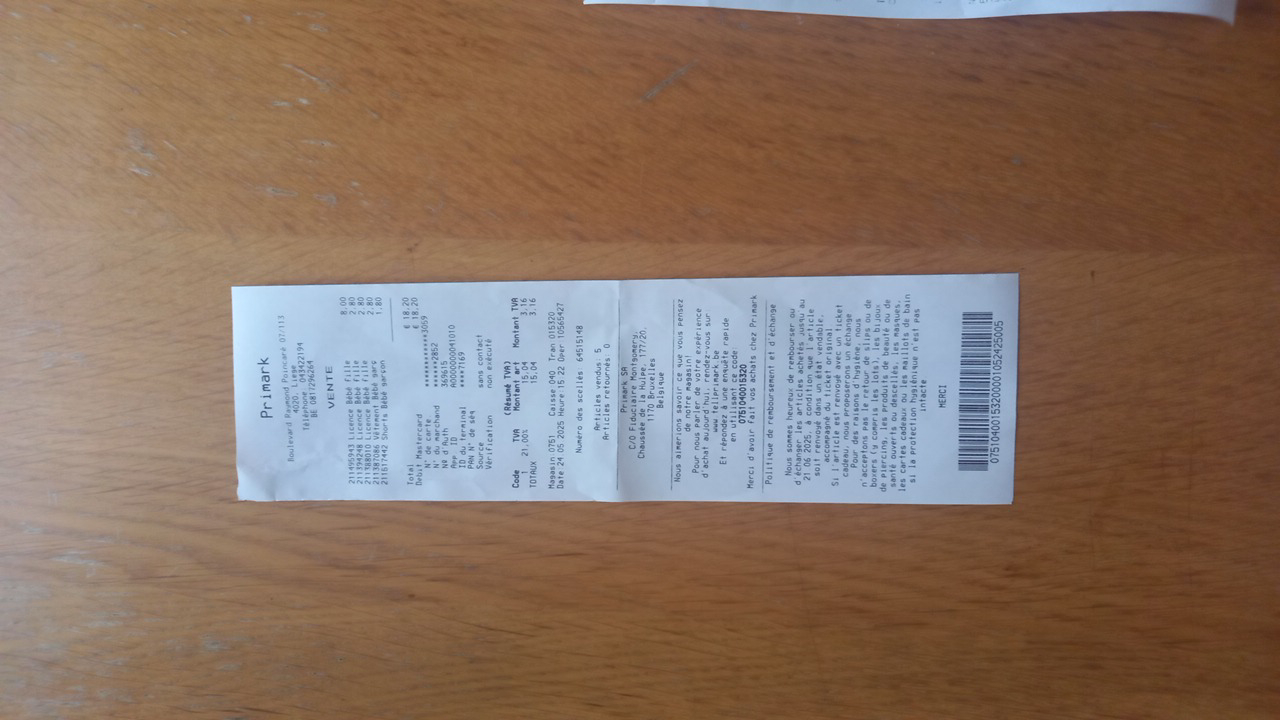 Primark
Boulevard Raymond Poincaré 07/113
4020, Liege
Téléphone 043422194
BE 0817296264
VENTE
211495943 Licence Bébé fille 8.00
211394248 Licence Bébé fille 2.80
211388010 Licence Bébé fille 2.80
211387086 Vêtement Bébé garç 2.80
211517442 Shorts Bébé garcon 1.80
Total € 18.20
Debit Mastercard € 18.20
N° de carte ************3059
N° du marchand ******2852
N° d'Auth 369615
App ID A0000000041010
ID du terminal ****7169
PAN N° de séq
Source sans contact
Vérification non exécuté
(Résumé TVA)
Code TVA Montant art Montant TVA
1 21,00% 15.04 3.16
TOTAUX 15.04 3.16
Magasin 0751 Caisse 040 Tran 015320
Date 24 05 2025 Heure 15:22 Oper 10566427
Numéro des scellés 64515148
Articles vendus: 5
Articles retournés 0
Primark SA
C/O Fiduciaire Montgomery,
Chaussée de la Hulpe, 177/20,
1170 Bruxelles
Belgique
Nous aimerions savoir ce que vous pensez
de notre magasin!
Pour nous parler de votre expérience
d'achat aujourd'hui: rendez-vous sur:
www.tellprimark.be
Et répondez à une enquête rapide
en utilisant ce code:
075104015320
Merci d'avoir fait vos achats chez Primark
Politique de remboursement et d'échange
Nous sommes heureux de rembourser ou
d'échanger les articles achetés jusqu'au
21 06 2025, à condition que l'article
soit renvoyé dans un état vendable,
accompagné du ticket original
Si l'article est renvoyé avec un ticket
cadeau, nous proposerons un échange
Pour des raisons d'hygiène, nous
n'acceptons pas le retour de slips ou de
boxers (y compris les lots), les bijoux
de piercing, les produits de beauté ou de
santé ouverts ou descellés, les masques,
les cartes cadeaux ou les maillots de bain
si la protection hygiénique n'est pas
intacte
MERCI